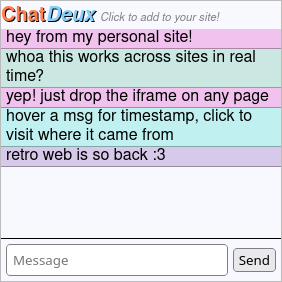 ChatDeux Click to add to your site!
hey from my personal site!
whoa this works across sites in real
time?
yep! just drop the iframe on any page
hover a msg for timestamp, click to
visit where it came from
retro web is so back :3
Message Send